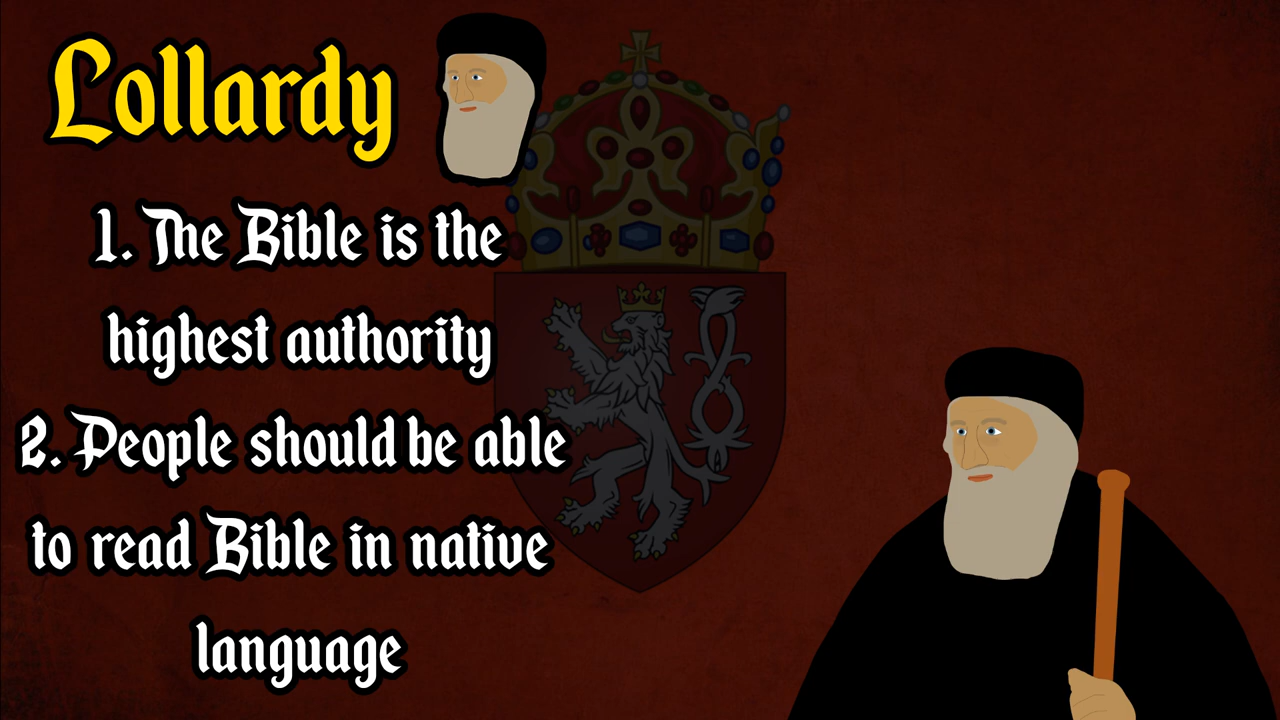 Lollardy
1. The Bible is the
highest authority
2. People should be able
to read Bible in native
language